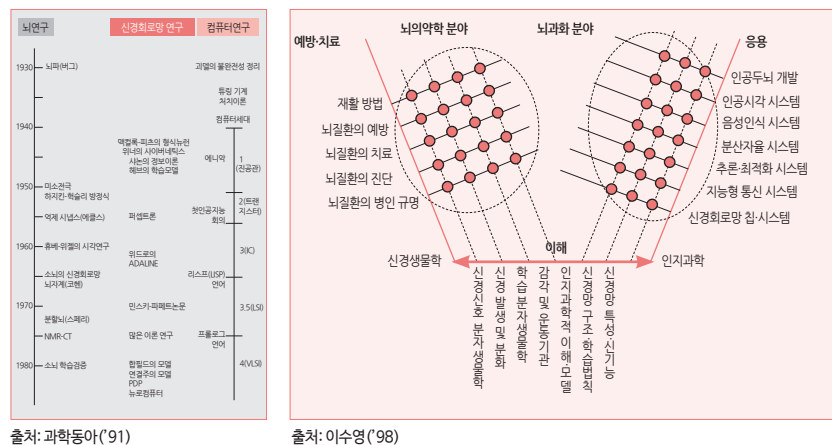 뇌연구
신경회로망 연구
컴퓨터연구
1930
뇌파(버그)
괴델의 불완전성 정리
튜링 기계
처치이론
컴퓨터세대
1940
맥컬록·피츠의 형식뉴런
위너의 사이버네틱스
샤논의 정보이론
헤브의 학습모델
에니악
1
(진공관)
1950
미소전극
하지킨·헉슬리 방정식
억제 시냅스(에클스)
퍼셉트론
첫인공지능
회의
2(트랜
지스터)
1960
휴베·위젤의 시각연구
위드로의
ADALINE
3(IC)
소뇌의 신경회로망
뇌자계(코헨)
리스프(LISP)
언어
1970
민스키·파페트논문
3.5(LSI)
분할뇌(스페리)
NMR-CT
많은 이론 연구
프롤로그
언어
1980
소뇌 학습검증
합필드의 모델
연결주의 모델
PDP
뉴로컴퓨터
4(VLSI)
출처: 과학동아(’91)
예방·치료
뇌의약학 분야
뇌과화 분야
응용
재활 방법
뇌질환의 예방
뇌질환의 치료
뇌질환의 진단
뇌질환의 병인 규명
인공두뇌 개발
인공시각 시스템
음성인식 시스템
분산자율 시스템
추론·최적화 시스템
지능형 통신 시스템
신경회로망 칩·시스템
이해
신경생물학
인지과학
신경신호 분자생물학
신경 발생 및 분화
학습 분자생물학
감각 및 운동기관
인지과학적 이해·모델
신경망 구조·학습법칙
신경망 특성·신기능
출처: 이수영(’98)